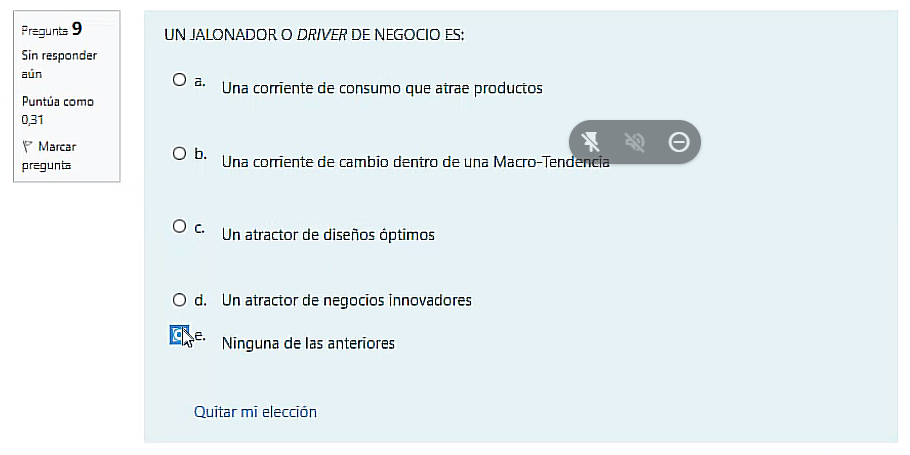 Pregunta 9
Sin responder
aún
Puntúa como
0,31
Marcar
pregunta
UN JALONADOR O DRIVER DE NEGOCIO ES:
a. Una corriente de consumo que atrae productos
b. Una corriente de cambio dentro de una Macro-Tendencia
c. Un atractor de diseños óptimos
d. Un atractor de negocios innovadores
e. Ninguna de las anteriores
Quitar mi elección